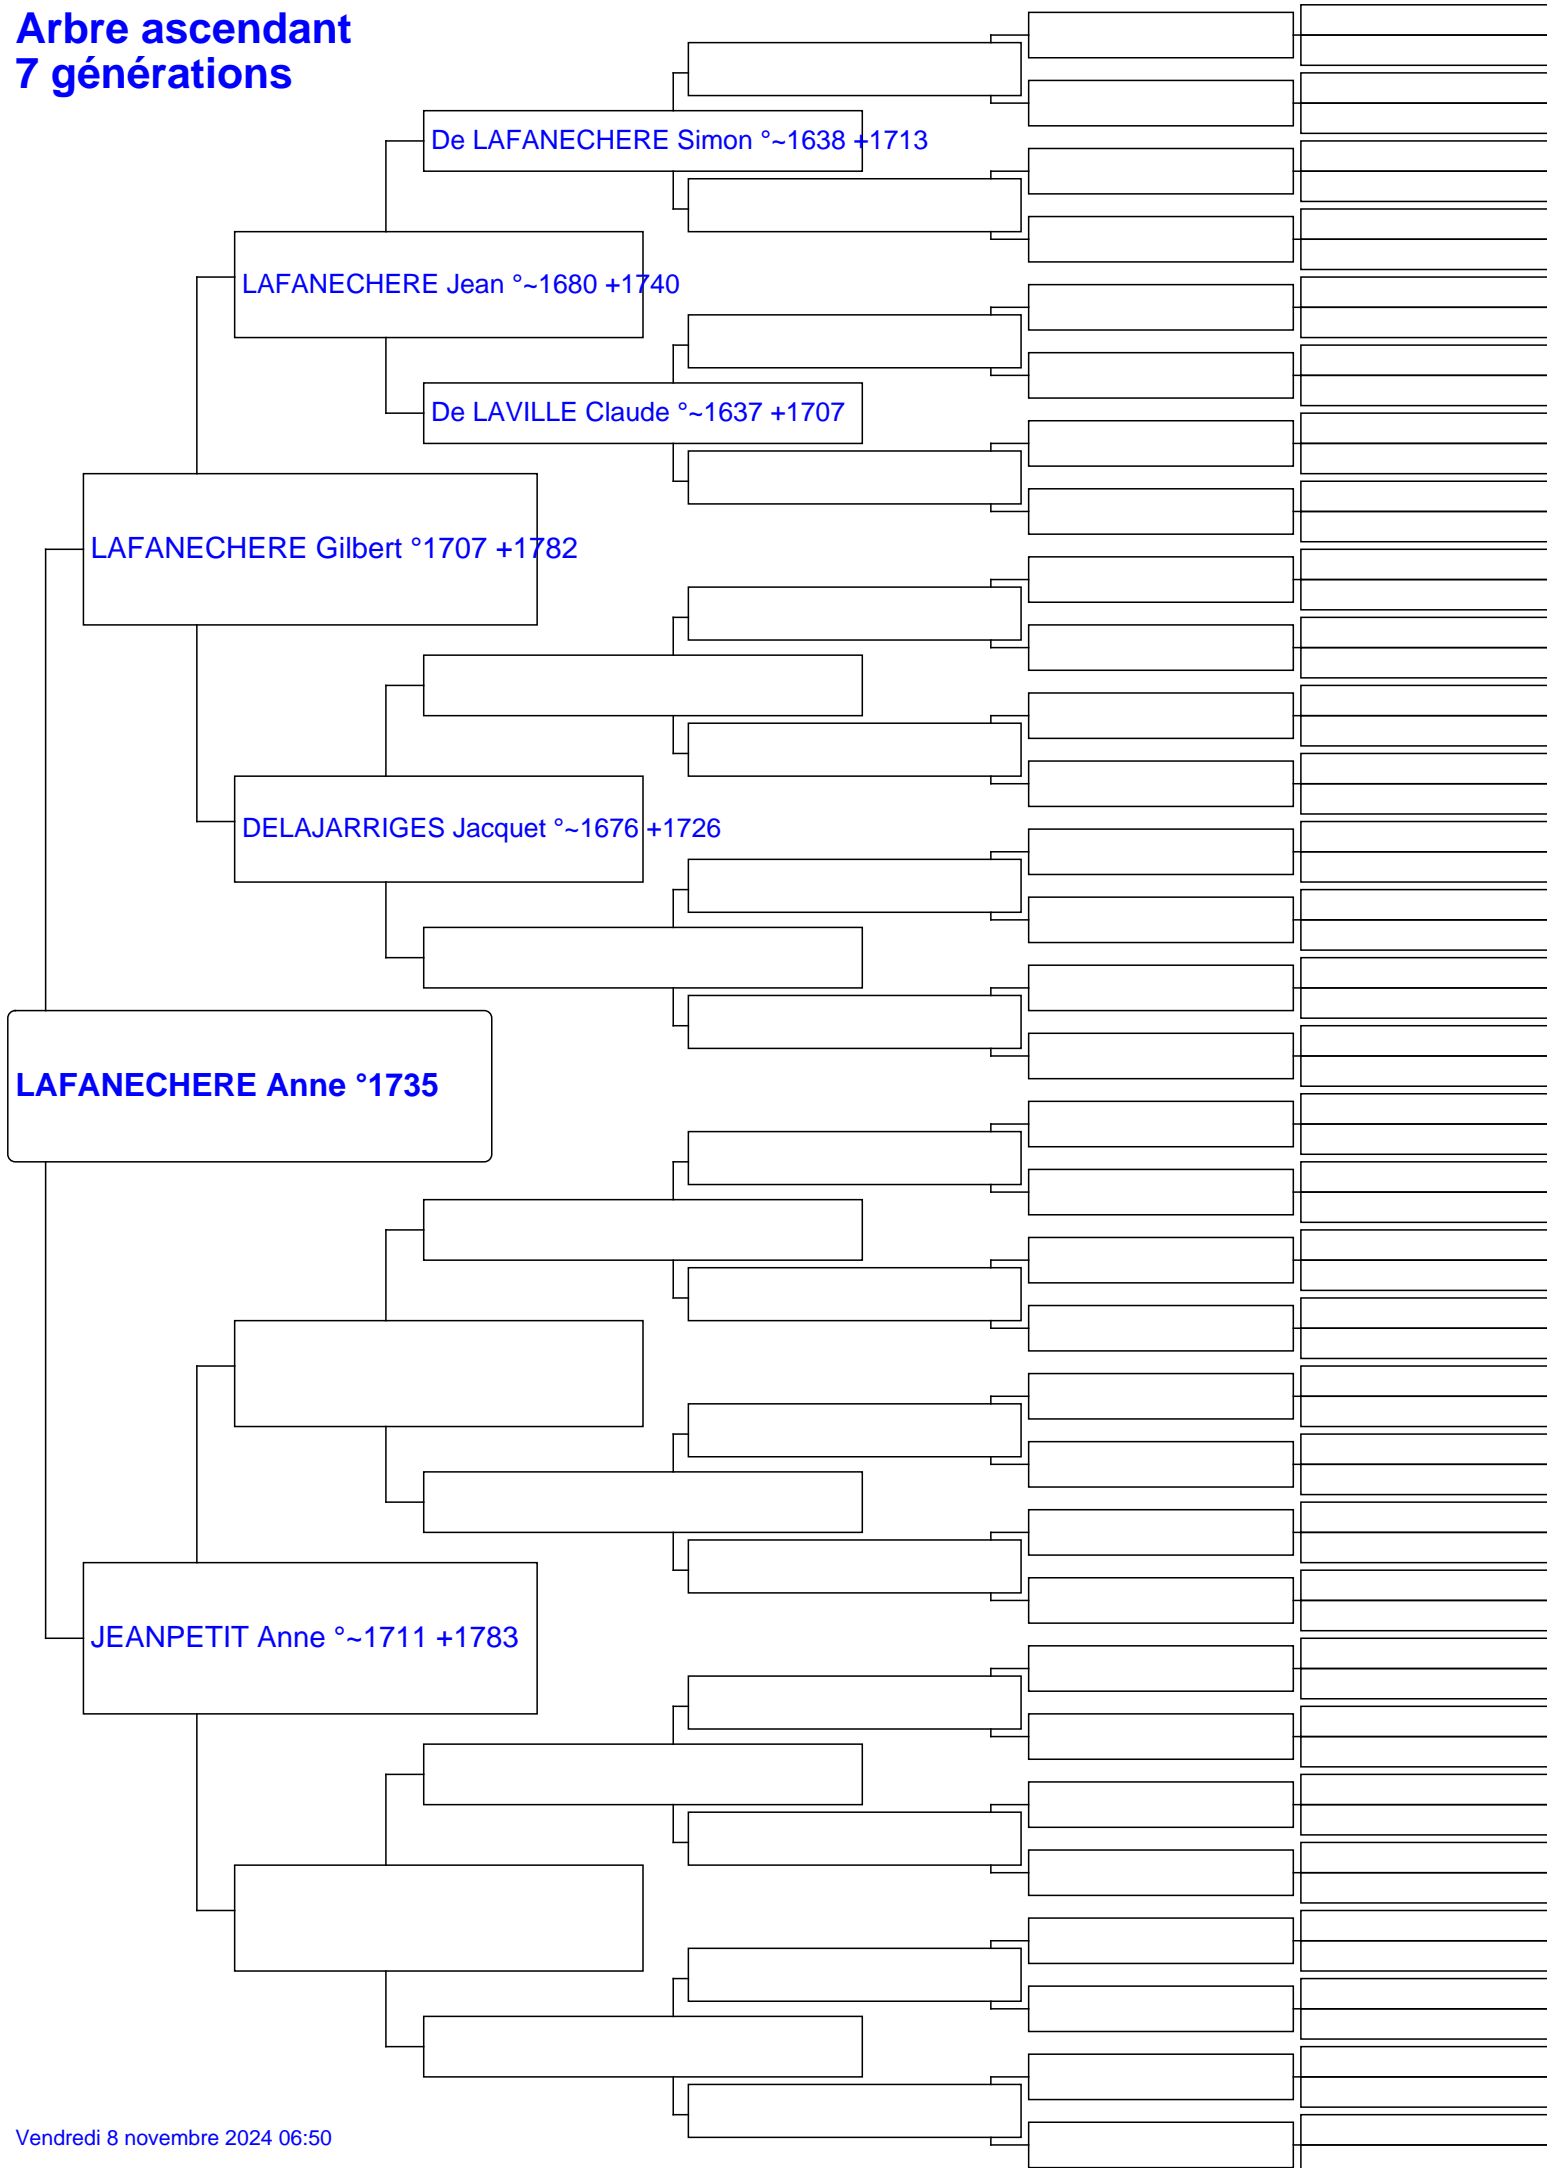 Arbre ascendant
7 générations
De LAFANECHERE Simon °~1638 +1713
LAFANECHERE Jean °~1680 +1740
De LAVILLE Claude °~1637 +1707
LAFANECHERE Gilbert °1707 +1782
DELAJARRIGES Jacquet °~1676 +1726
LAFANECHERE Anne °1735
JEANPETIT Anne °~1711 +1783
Vendredi 8 novembre 2024 06:50